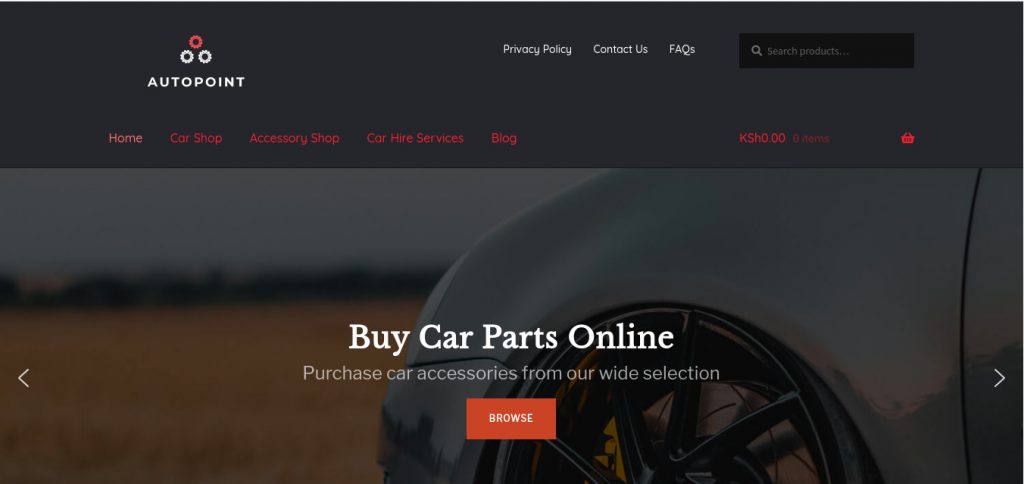 Privacy Policy Contact Us FAQs Search products...
AUTOPOINT
Home Car Shop Accessory Shop Car Hire Services Blog KSh0.00 0 items
Buy Car Parts Online
Purchase car accessories from our wide selection
BROWSE